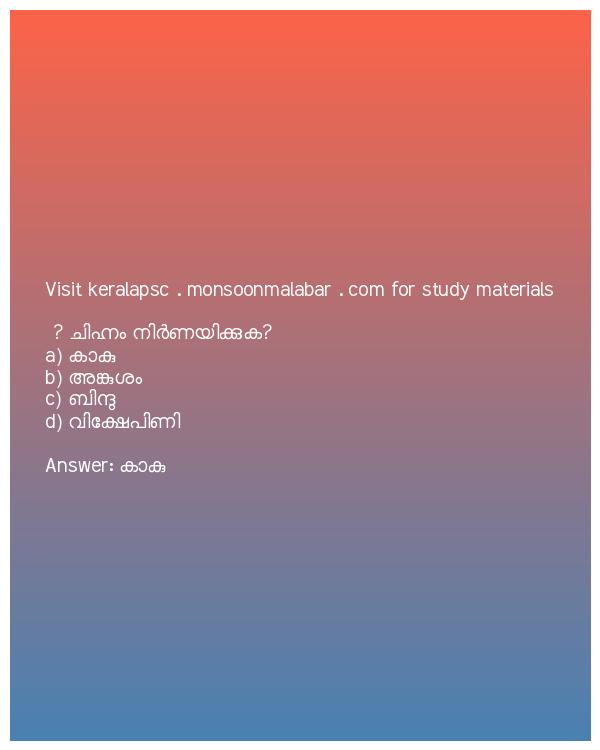 Visit keralapsc . monsoonmalabar . com for study materials
? ചിഹ്നം നിർണയിക്കുക?
a) കാകു
b) അങ്കുശം
c) ബിന്ദു
d) വിക്ഷേപിണി
Answer: കാകു